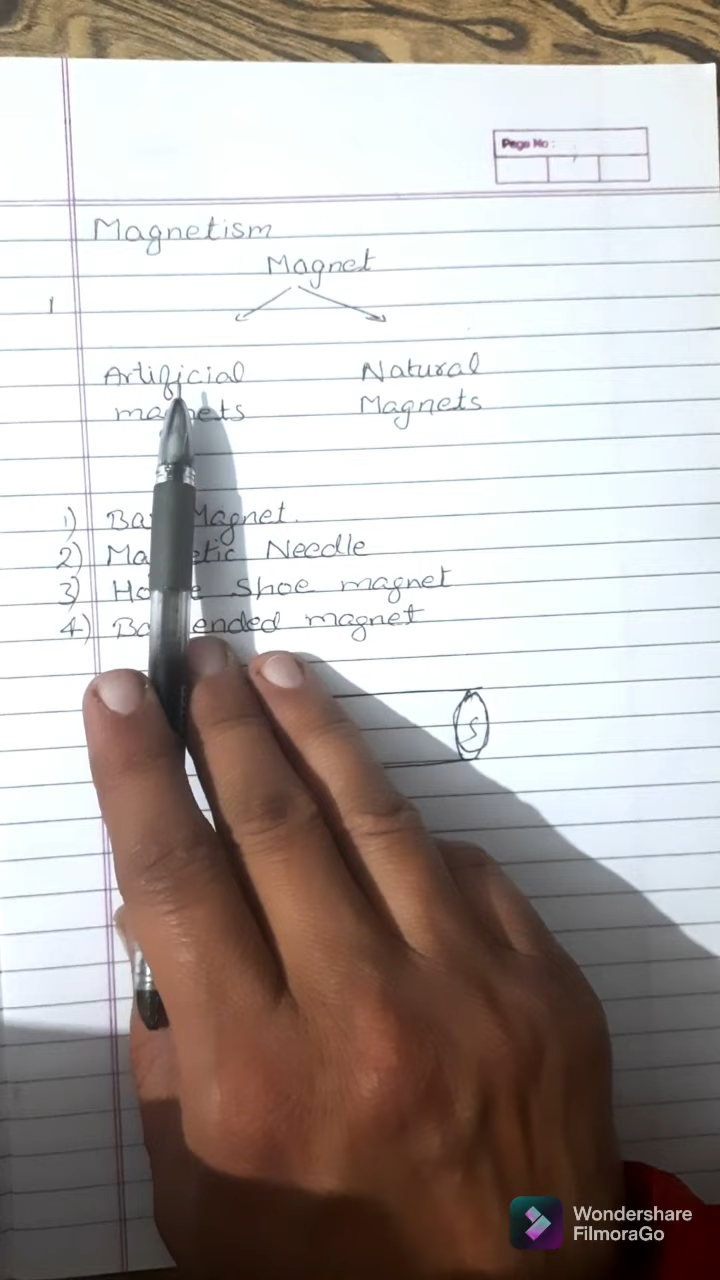 Page No :
Magnetism
Magnet
1
Artificial Natural
magnets Magnets
1) Magnet.
2) Needle
3) Shoe magnet
4) ended magnet
S
Wondershare
FilmoraGo